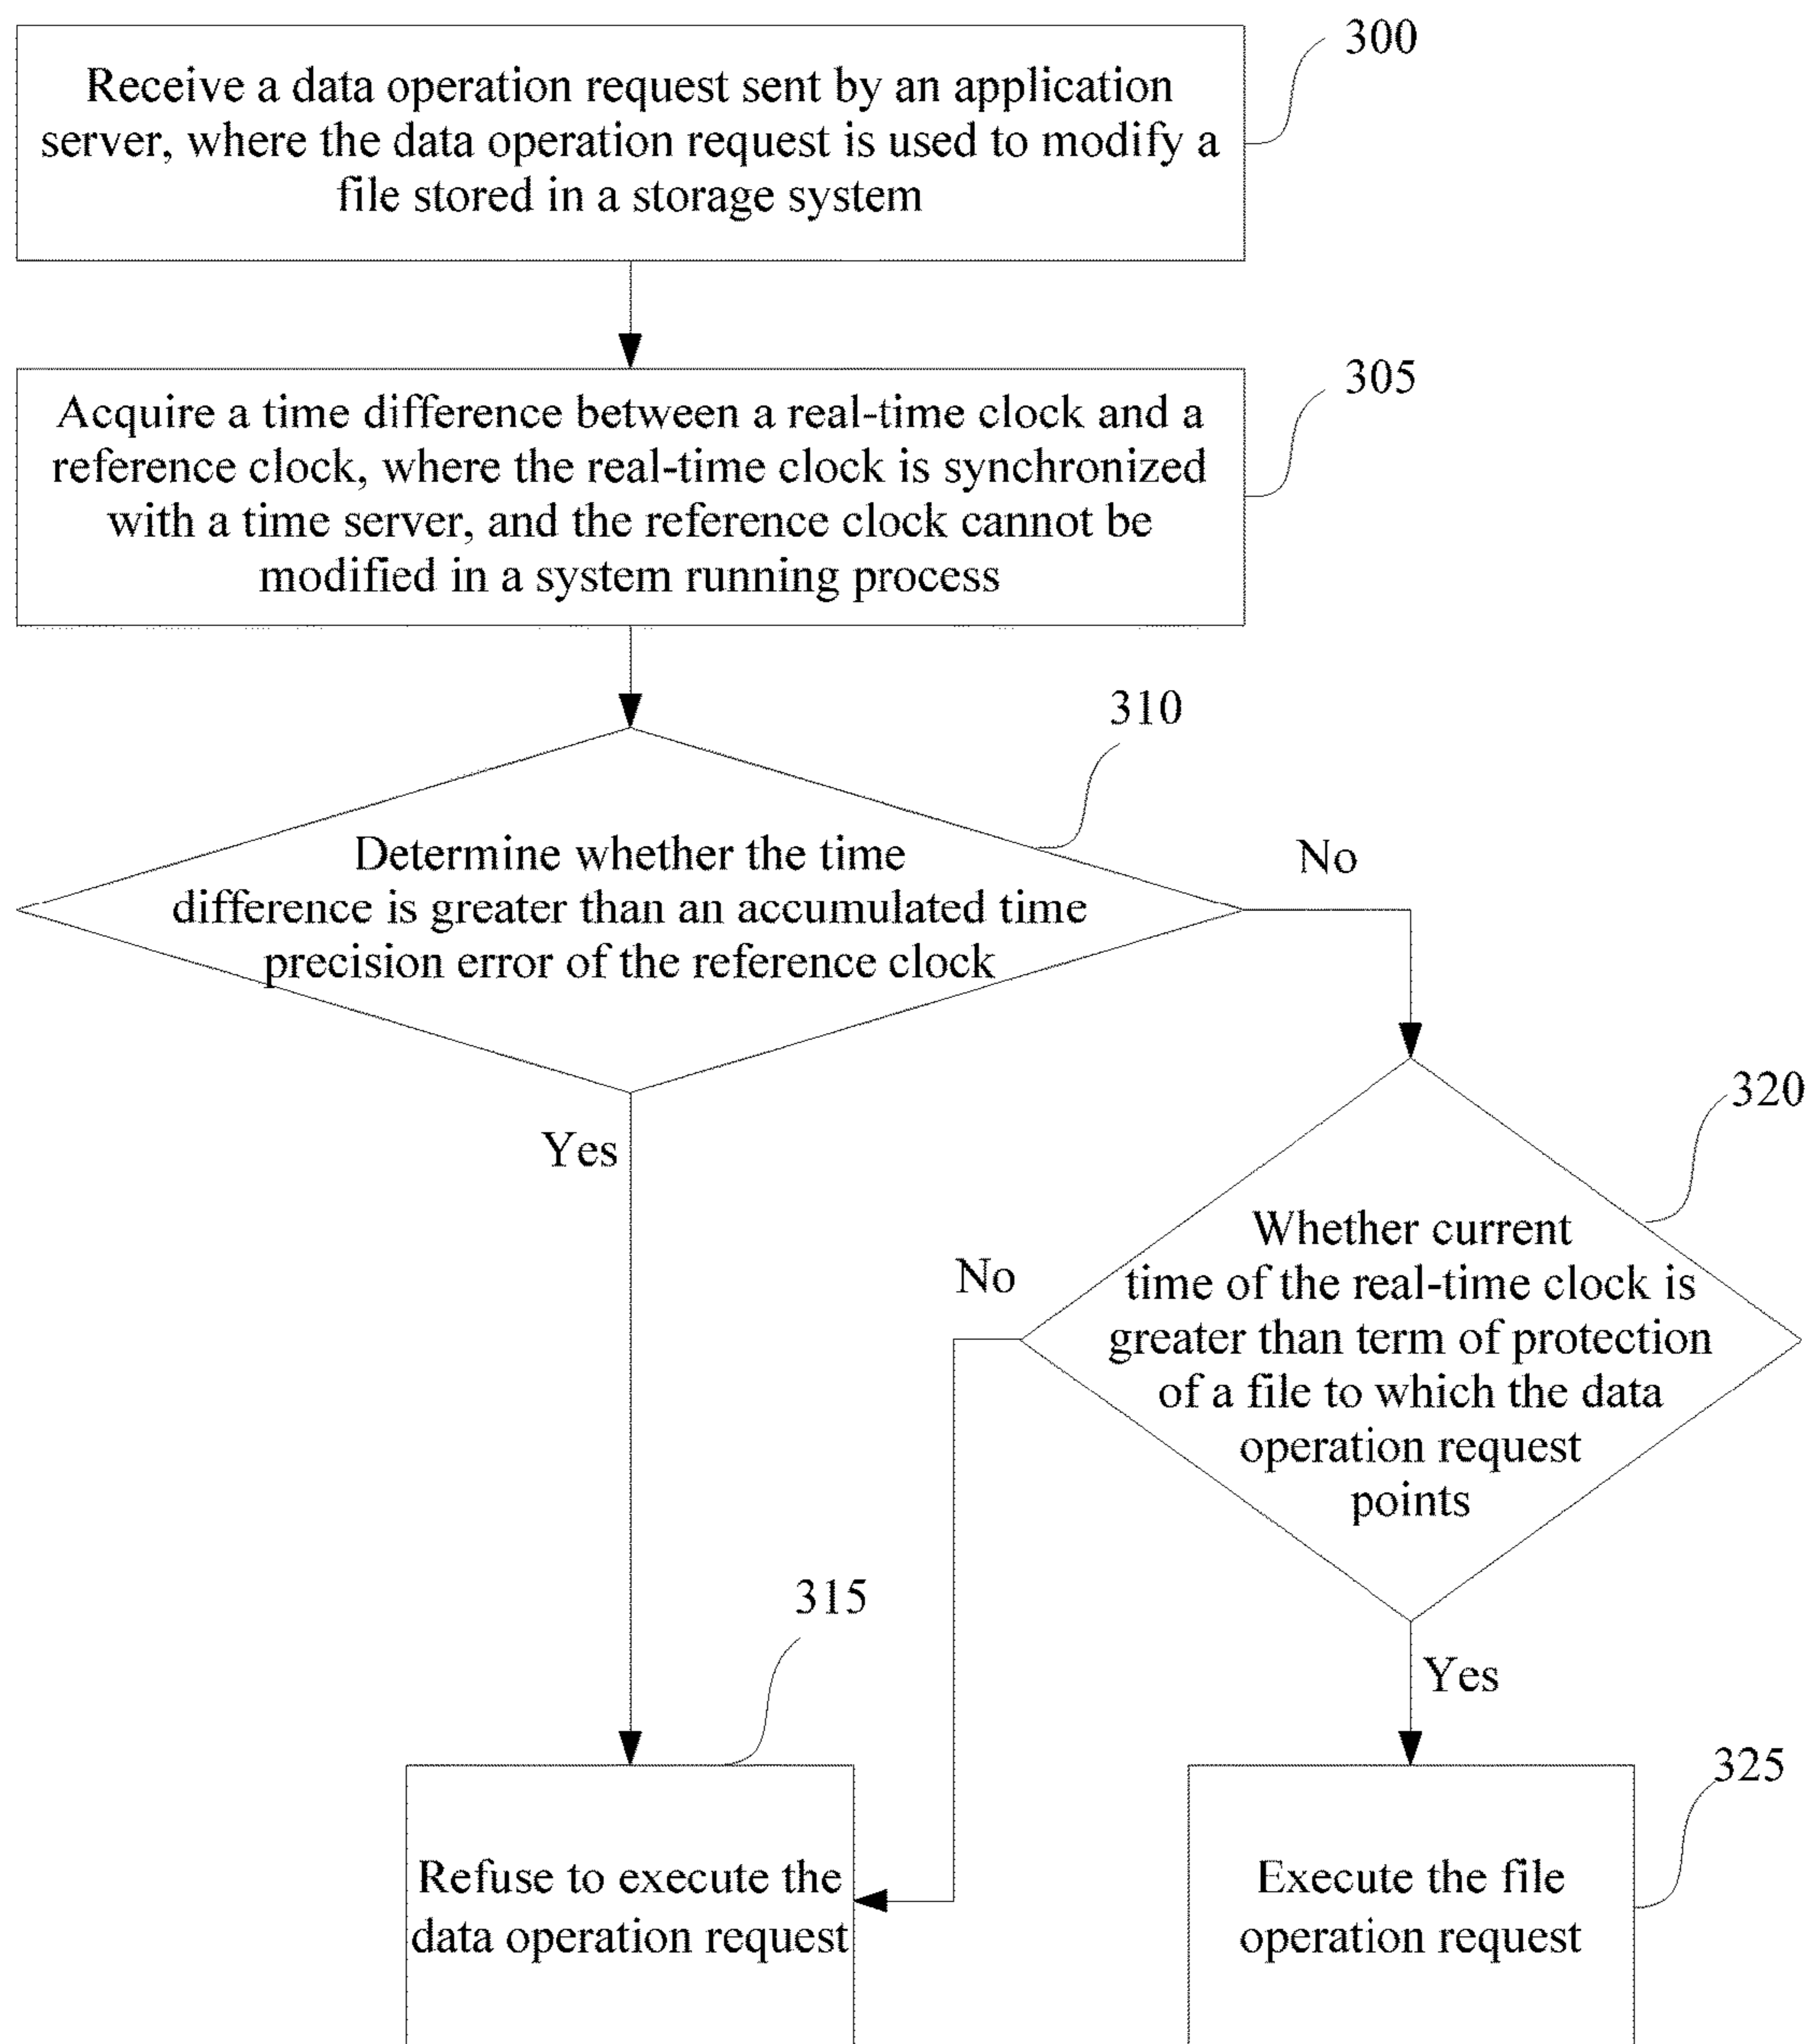 300
Receive a data operation request sent by an application
server, where the data operation request is used to modify a
file stored in a storage system
305
Acquire a time difference between a real-time clock and a
reference clock, where the real-time clock is synchronized
with a time server, and the reference clock cannot be
modified in a system running process
310
Determine whether the time
difference is greater than an accumulated time
precision error of the reference clock
No
Yes
320
Whether current
time of the real-time clock is
greater than term of protection
of a file to which the data
operation request
points
No
Yes
315
Refuse to execute the
data operation request
325
Execute the file
operation request